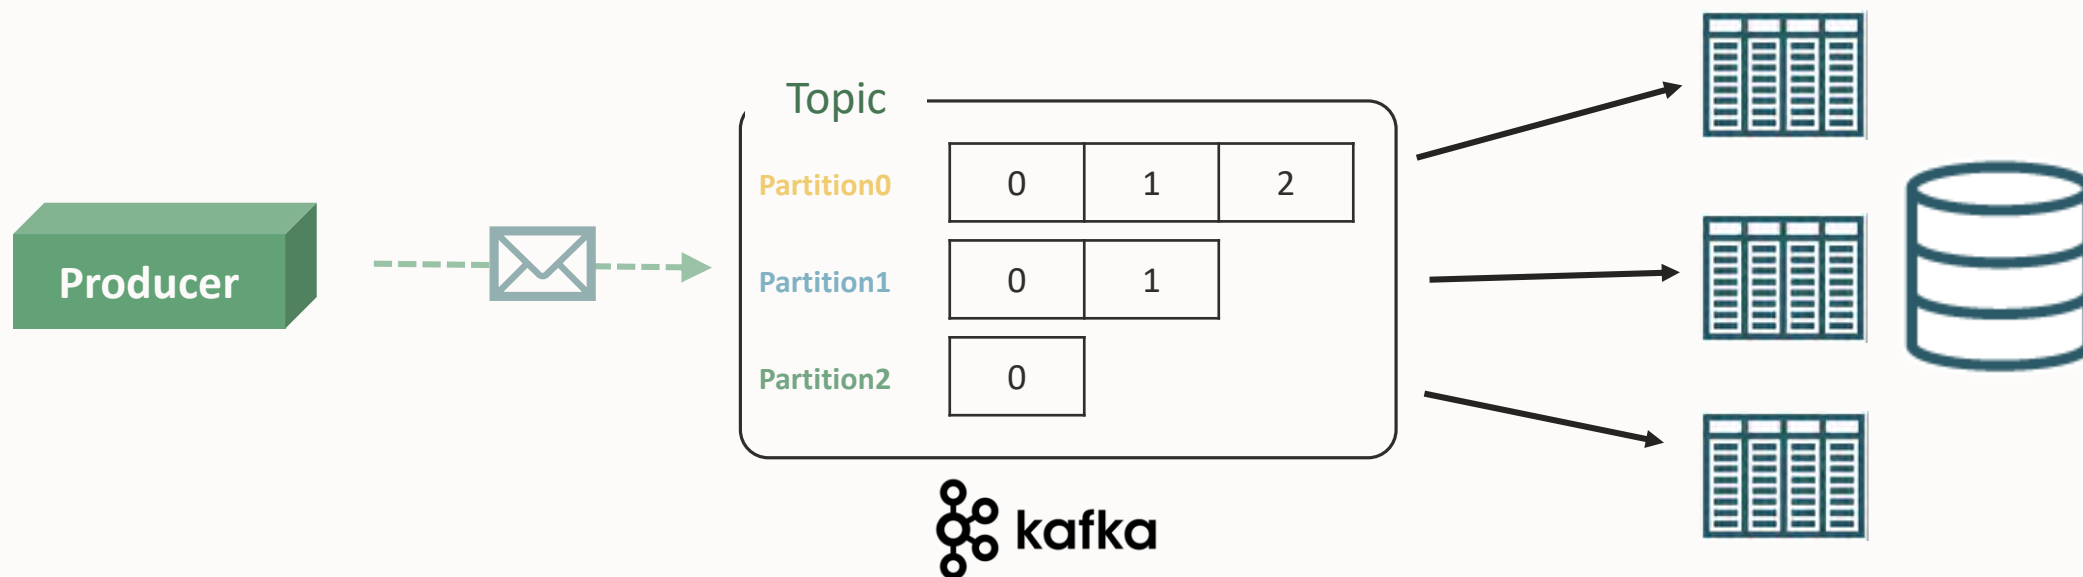 Topic
Partition0 0 1 2
Producer
Partition1 0 1
Partition2 0
kafka